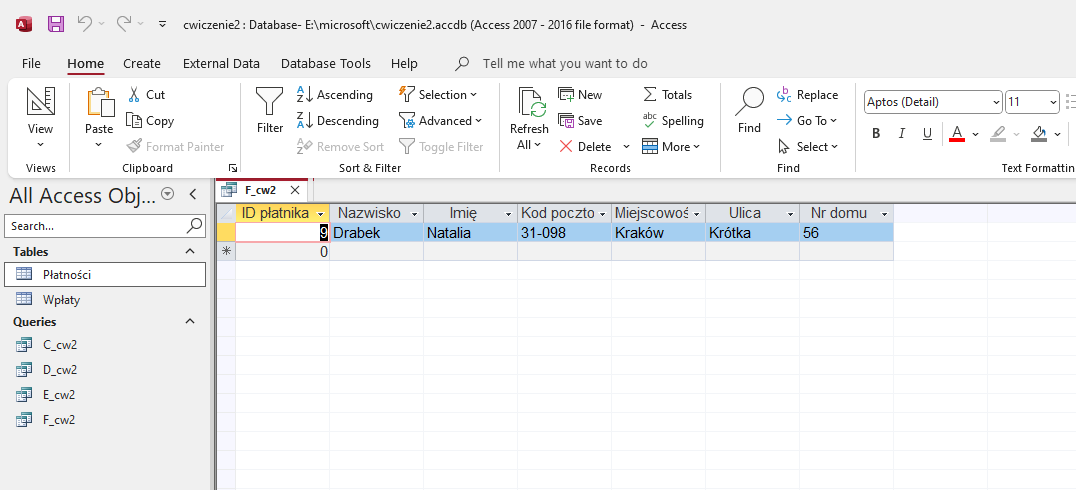 cwiczenie2 : Database- E:\microsoft\cwiczenie2.accdb (Access 2007 - 2016 file format) - Access
File Home Create External Data Database Tools Help Tell me what you want to do
View
Views
Paste
Cut
Copy
Format Painter
Clipboard
Filter
Ascending
Descending
Remove Sort
Selection
Advanced
Toggle Filter
Sort & Filter
Refresh
All
New
Save
Delete
Totals
Spelling
More
Records
Find
Replace
Go To
Select
Find
Aptos (Detail) 11
B I U A
Text Formattin
All Access Obj...
Search...
Tables
Płatności
Wpłaty
Queries
C_cw2
D_cw2
E_cw2
F_cw2
F_cw2
ID płatnika Nazwisko Imię Kod poczto Miejscowoś Ulica Nr domu
9 Drabek Natalia 31-098 Kraków Krótka 56
* 0